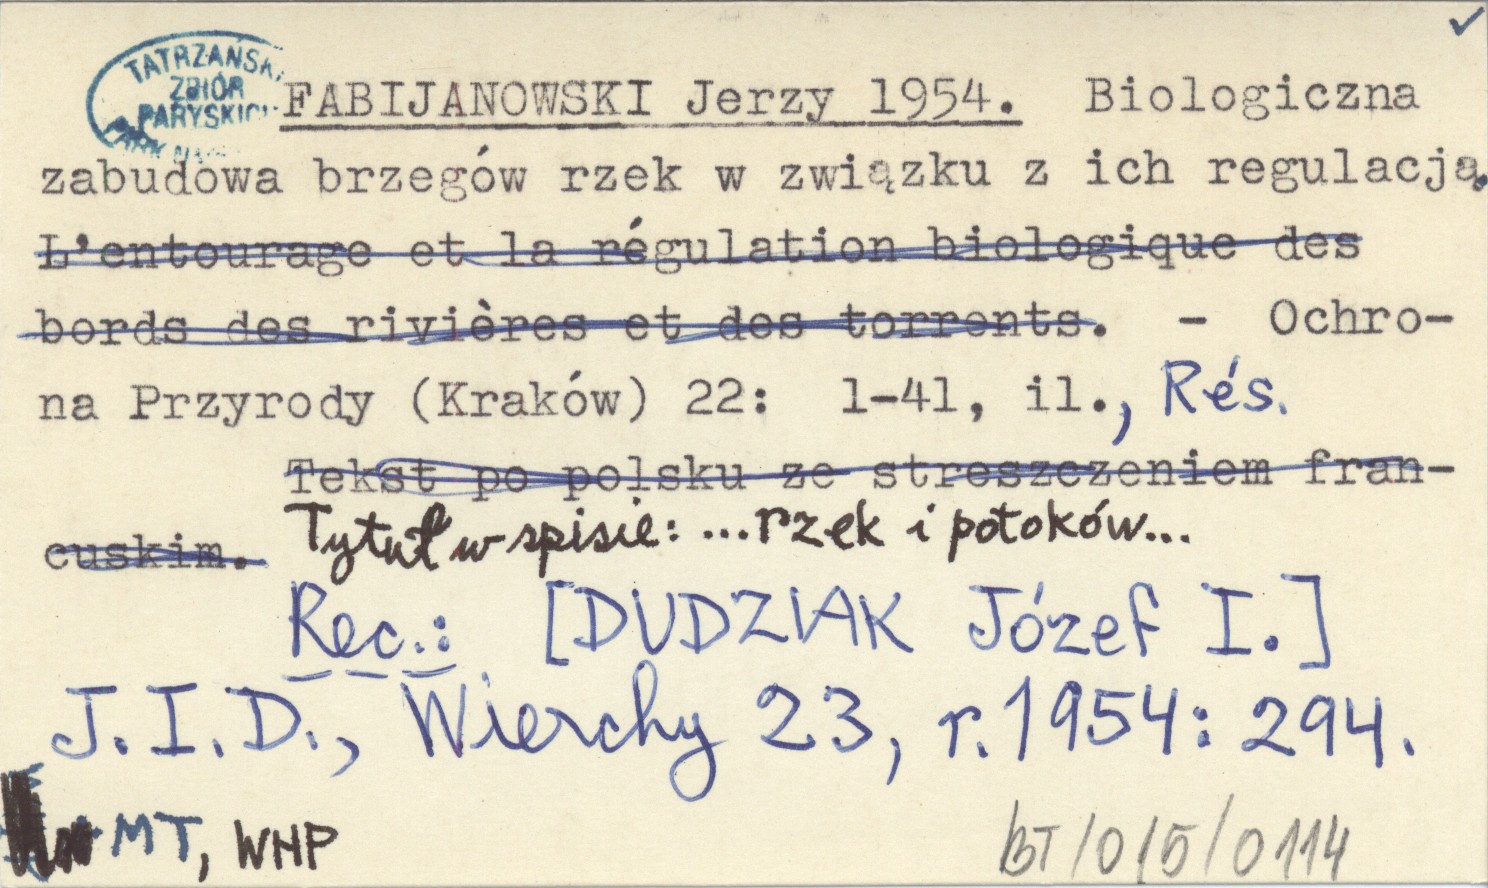 TATRZAŃSKI
ZBIÓR
PARYSKICH
FABIJANOWSKI Jerzy 1954. Biologiczna
zabudowa brzegów rzek w związku z ich regulacją.
L'entourage et la régulation biologique des
bords des rivières et des torrents. - Ochro-
na Przyrody (Kraków) 22: 1-41, il., Rés.
Tekst po polsku ze streszczeniem fran-
cuskim. Tytuł w spisie: ...rzek i potoków...
Rec.: [DUDZIAK Józef I.]
J.I.D., Wierchy 23, r.1954: 294.
MT, WHP
BT/015/0114